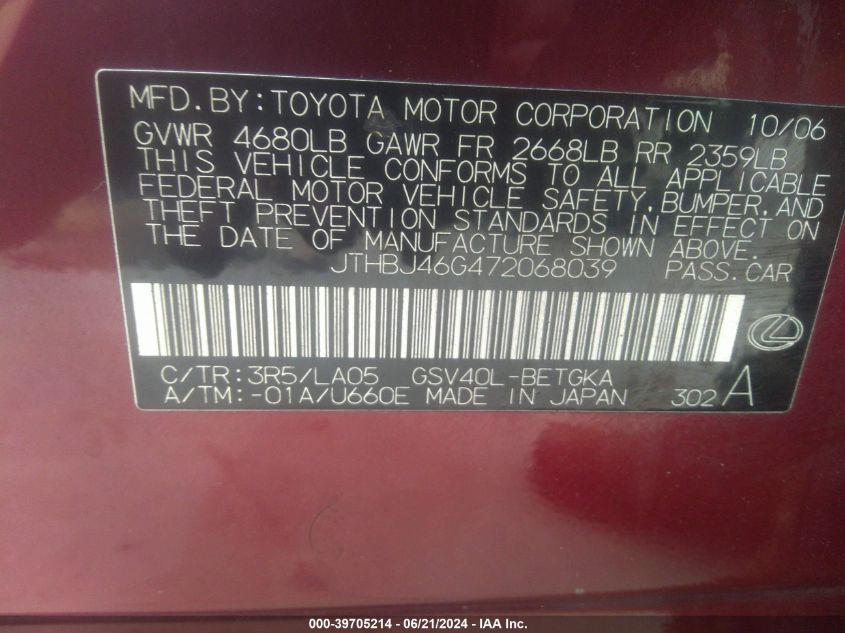 MFD.BY:TOYOTA MOTOR CORPORATION 10/06
GVWR 4680LB GAWR FR 2668LB RR 2359LB
THIS VEHICLE CONFORMS TO ALL APPLICABLE
FEDERAL MOTOR VEHICLE SAFETY,BUMPER,AND
THEFT PREVENTION STANDARDS IN EFFECT ON
THE DATE OF MANUFACTURE SHOWN ABOVE.
JTHBJ46G472068039 PASS.CAR
C/TR:3R5/LA05 GSV40L-BETGKA
A/TM:-01A/U660E MADE IN JAPAN 302 A
000-39705214 - 06/21/2024 - IAA Inc.